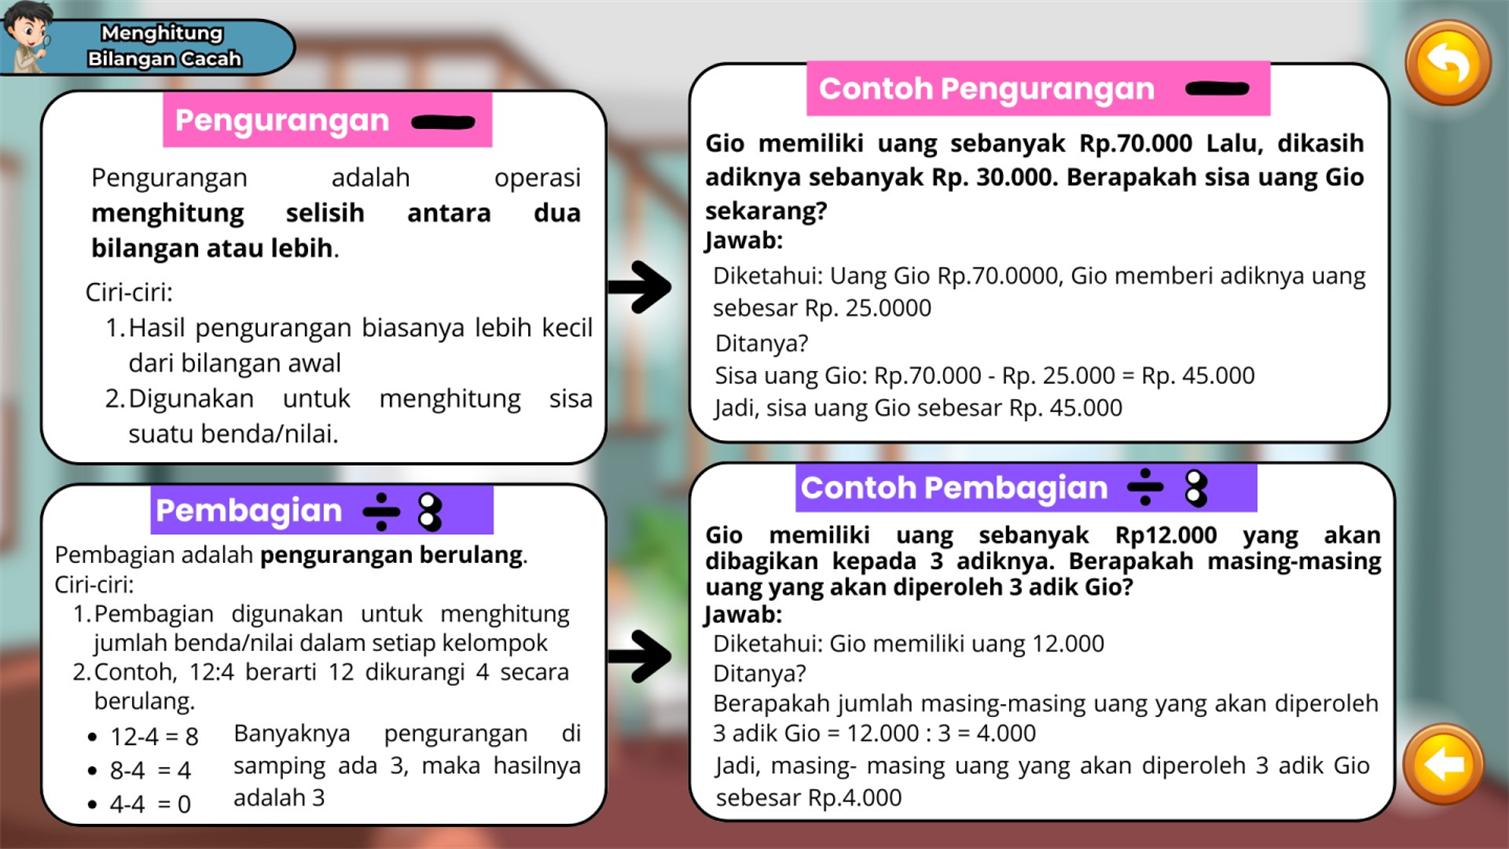 Menghitung
Bilangan Cacah
Pengurangan
Pengurangan adalah operasi
menghitung selisih antara dua
bilangan atau lebih.
Ciri-ciri:
1. Hasil pengurangan biasanya lebih kecil
dari bilangan awal
2. Digunakan untuk menghitung sisa
suatu benda/nilai.
Contoh Pengurangan
Gio memiliki uang sebanyak Rp.70.000 Lalu, dikasih
adiknya sebanyak Rp. 30.000. Berapakah sisa uang Gio
sekarang?
Jawab:
Diketahui: Uang Gio Rp.70.0000, Gio memberi adiknya uang
sebesar Rp. 25.0000
Ditanya?
Sisa uang Gio: Rp.70.000 - Rp. 25.000 = Rp. 45.000
Jadi, sisa uang Gio sebesar Rp. 45.000
Pembagian ÷ :
Pembagian adalah pengurangan berulang.
Ciri-ciri:
1. Pembagian digunakan untuk menghitung
jumlah benda/nilai dalam setiap kelompok
2. Contoh, 12:4 berarti 12 dikurangi 4 secara
berulang.
• 12-4 = 8
• 8-4 = 4
• 4-4 = 0
Banyaknya pengurangan di
samping ada 3, maka hasilnya
adalah 3
Contoh Pembagian ÷ :
Gio memiliki uang sebanyak Rp12.000 yang akan
dibagikan kepada 3 adiknya. Berapakah masing-masing
uang yang akan diperoleh 3 adik Gio?
Jawab:
Diketahui: Gio memiliki uang 12.000
Ditanya?
Berapakah jumlah masing-masing uang yang akan diperoleh
3 adik Gio = 12.000 : 3 = 4.000
Jadi, masing- masing uang yang akan diperoleh 3 adik Gio
sebesar Rp.4.000